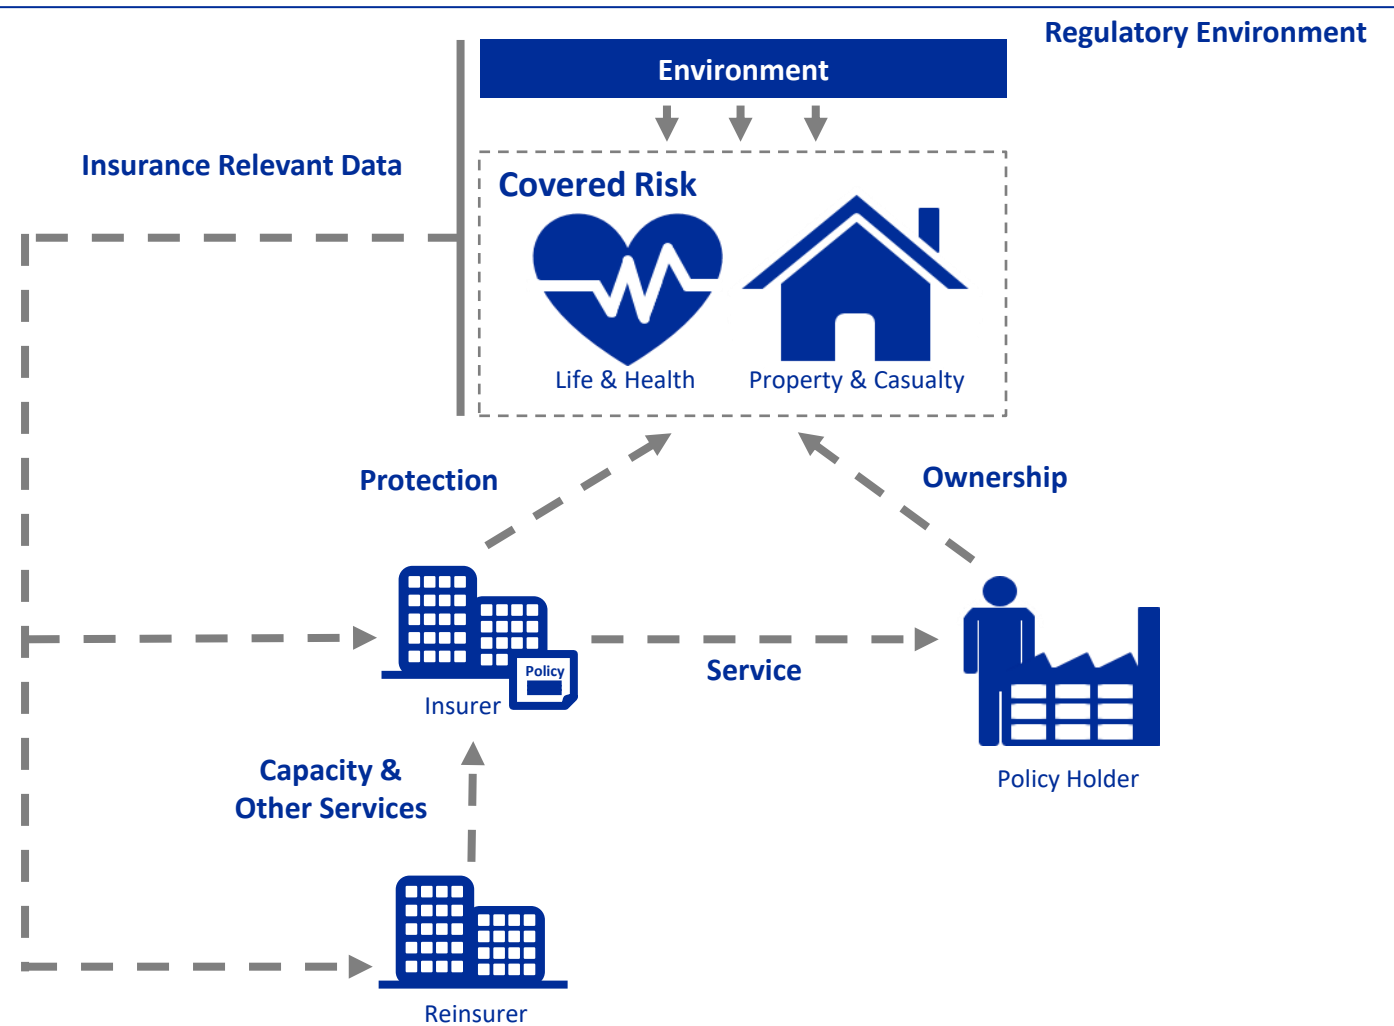 Regulatory Environment
Environment
Insurance Relevant Data
Covered Risk
Life & Health
Property & Casualty
Protection
Ownership
Policy
Service
Insurer
Policy Holder
Capacity &
Other Services
Reinsurer